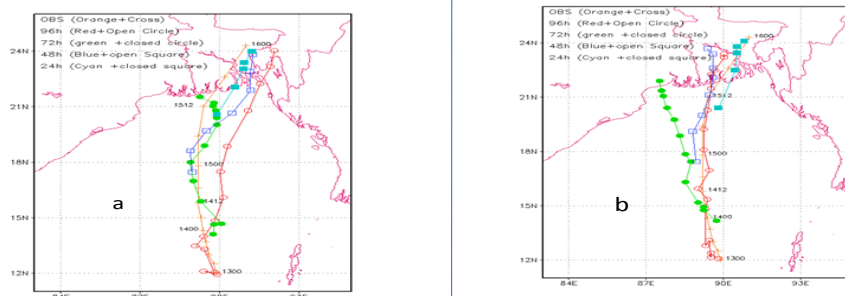 OBS (Orange+Cross)
96h (Red+Open Circle)
72h (green +closed circle)
48h (Blue+open Square)
24h (Cyan +closed square)
24N
21N
18N
15N
12N
1600
1512
1500
1412
1400
1300
a
OBS (Orange+Cross)
96h (Red+Open Circle)
72h (green +closed circle)
48h (Blue+open Square)
24h (Cyan +closed square)
24N
21N
18N
15N
12N
1600
1512
1500
1412
1400
1300
b
84E
87E
90E
93E